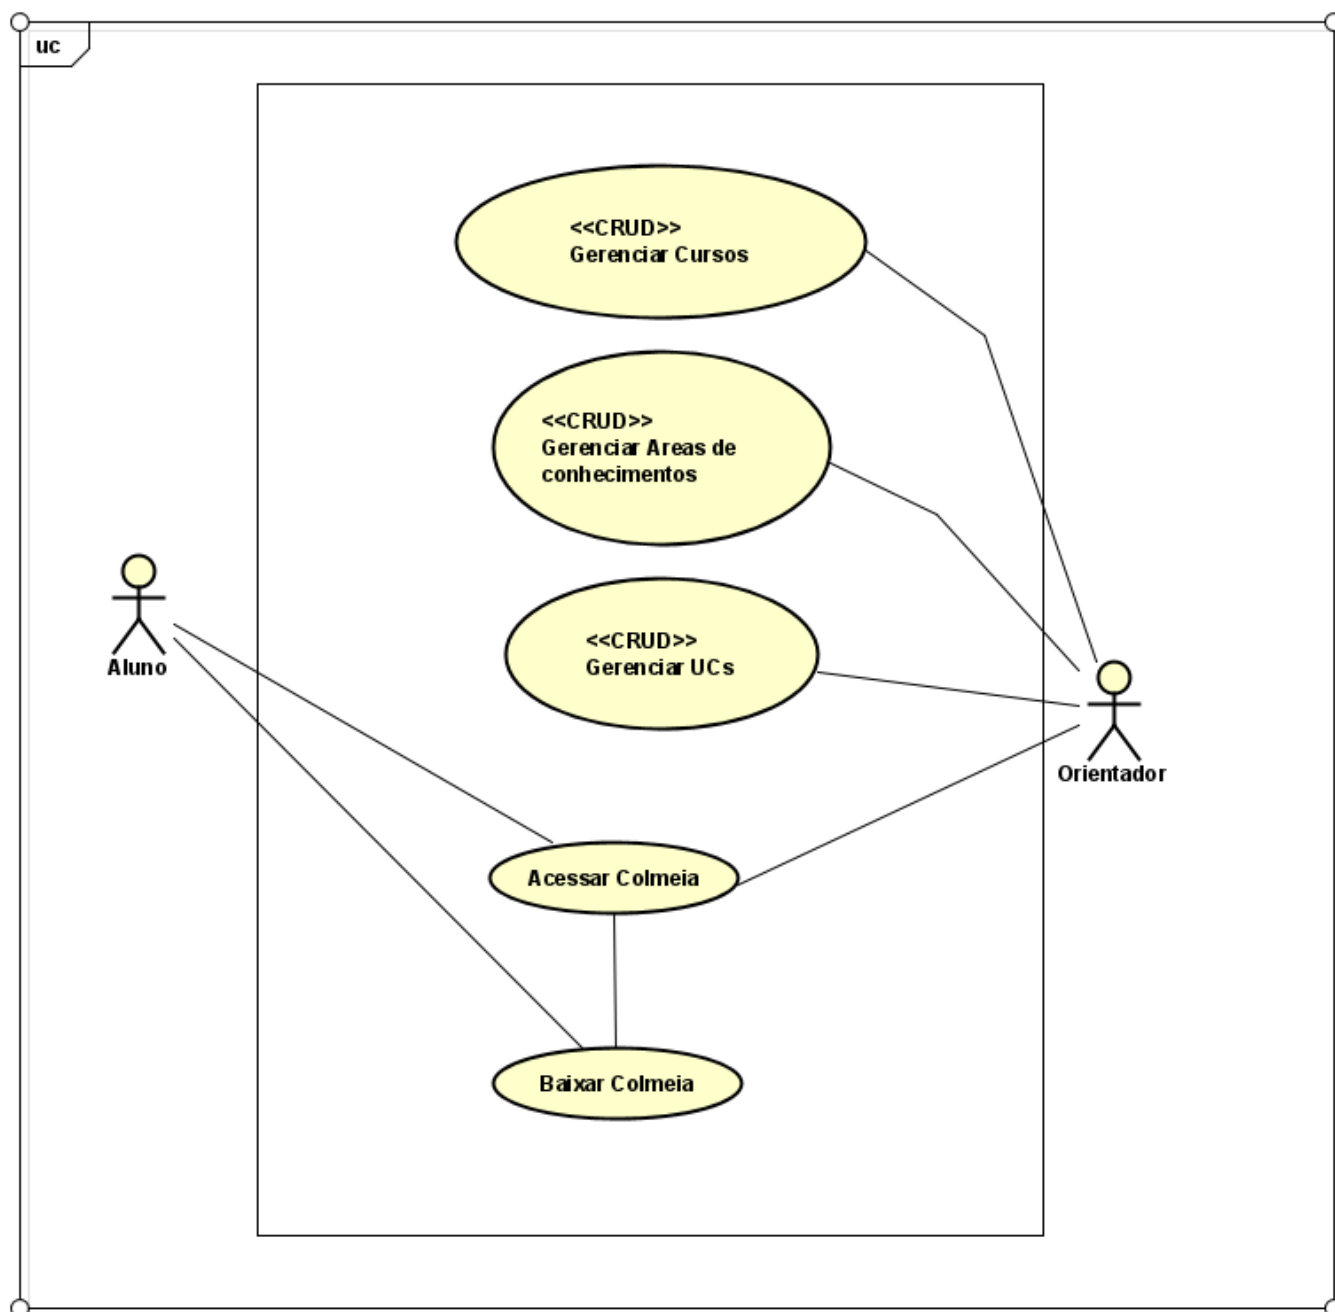 uc
<<CRUD>>
Gerenciar Cursos
<<CRUD>>
Gerenciar Areas de
conhecimentos
<<CRUD>>
Gerenciar UCs
Aluno
Orientador
Acessar Colmeia
Baixar Colmeia